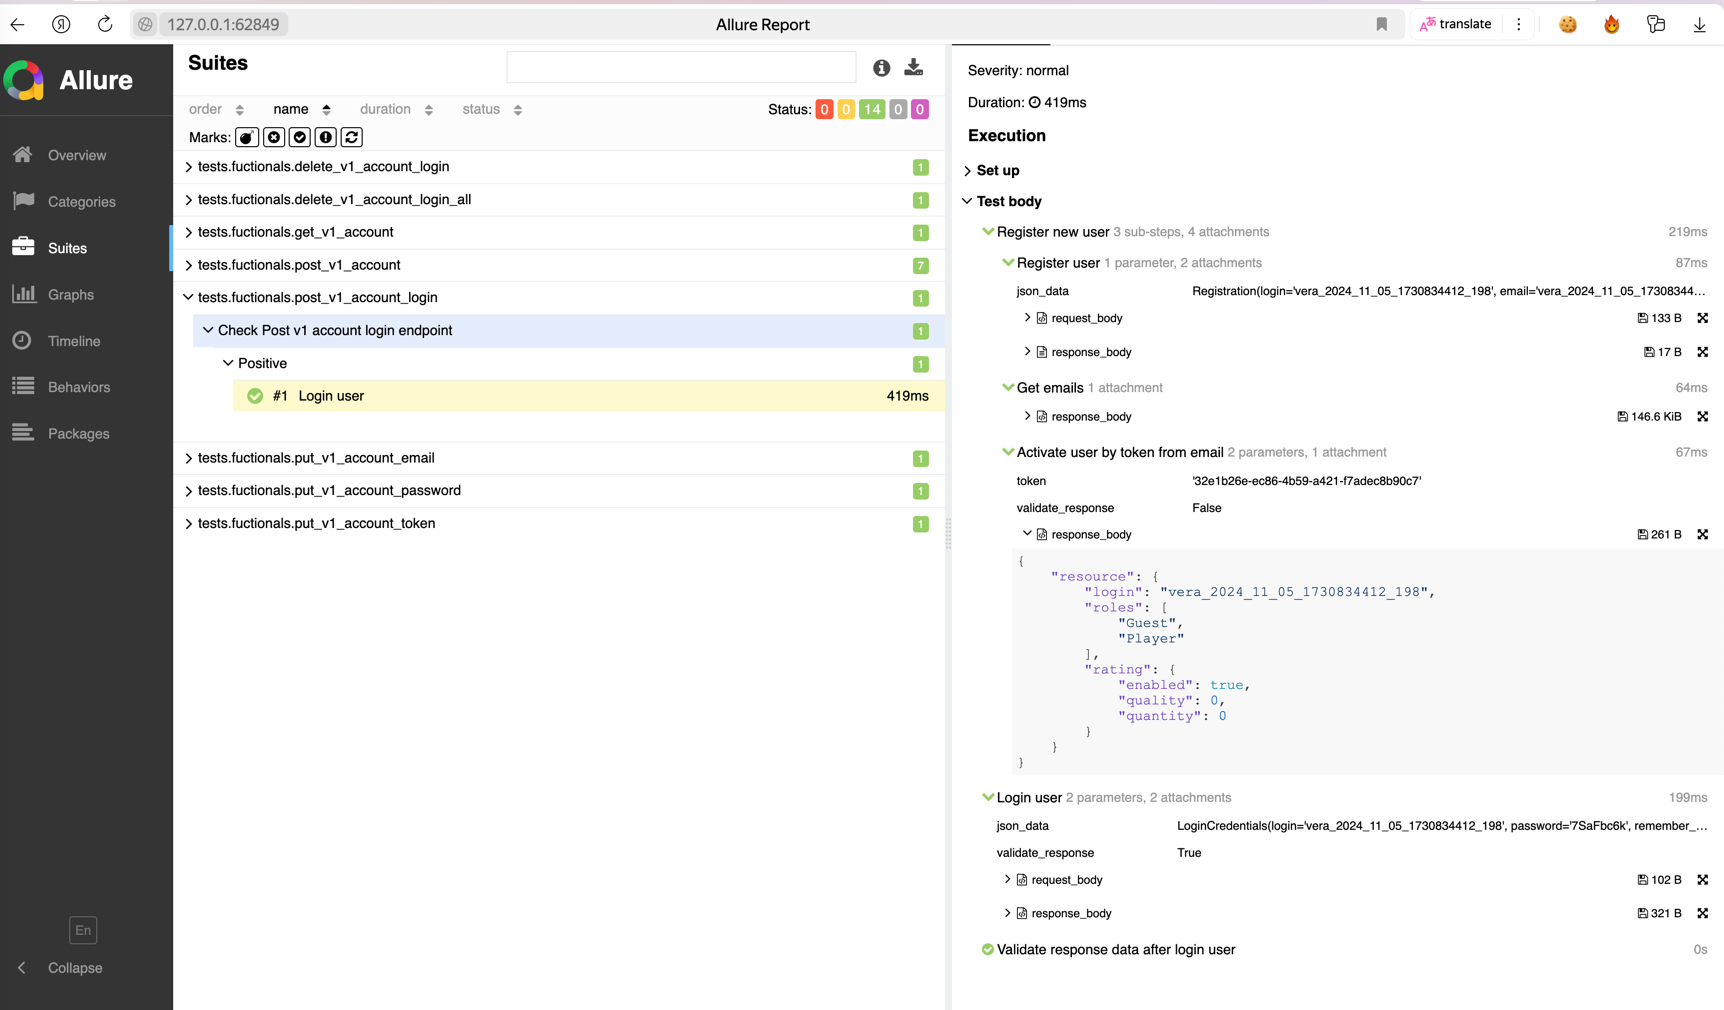 127.0.0.1:62849
Allure Report
translate
Allure
Overview
Categories
Suites
Graphs
Timeline
Behaviors
Packages
En
Collapse
Suites
order name duration status
Status: 0 0 14 0 0
Marks:
tests.fuctionals.delete_v1_account_login 1
tests.fuctionals.delete_v1_account_login_all 1
tests.fuctionals.get_v1_account 1
tests.fuctionals.post_v1_account 7
tests.fuctionals.post_v1_account_login 1
Check Post v1 account login endpoint 1
Positive 1
#1 Login user 419ms
tests.fuctionals.put_v1_account_email 1
tests.fuctionals.put_v1_account_password 1
tests.fuctionals.put_v1_account_token 1
Severity: normal
Duration: 419ms
Execution
Set up
Test body
Register new user 3 sub-steps, 4 attachments 219ms
Register user 1 parameter, 2 attachments 87ms
json_data Registration(login='vera_2024_11_05_1730834412_198', email='vera_2024_11_05_17308344...
request_body 133 B
response_body 17 B
Get emails 1 attachment 64ms
response_body 146.6 KiB
Activate user by token from email 2 parameters, 1 attachment 67ms
token '32e1b26e-ec86-4b59-a421-f7adec8b90c7'
validate_response False
response_body 261 B
{
"resource": {
"login": "vera_2024_11_05_1730834412_198",
"roles": [
"Guest",
"Player"
],
"rating": {
"enabled": true,
"quality": 0,
"quantity": 0
}
}
}
Login user 2 parameters, 2 attachments 199ms
json_data LoginCredentials(login='vera_2024_11_05_1730834412_198', password='7SaFbc6k', remember_...
validate_response True
request_body 102 B
response_body 321 B
Validate response data after login user 0s